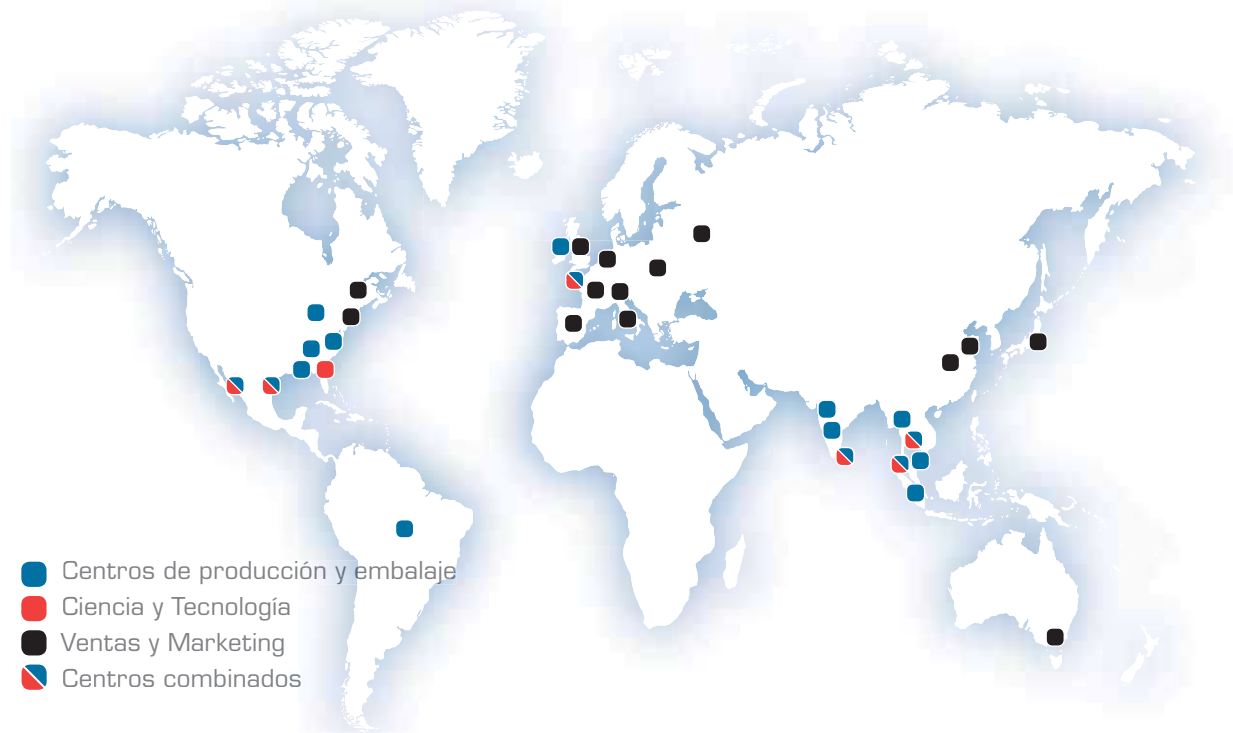 Centros de producción y embalaje
Ciencia y Tecnología
Ventas y Marketing
Centros combinados